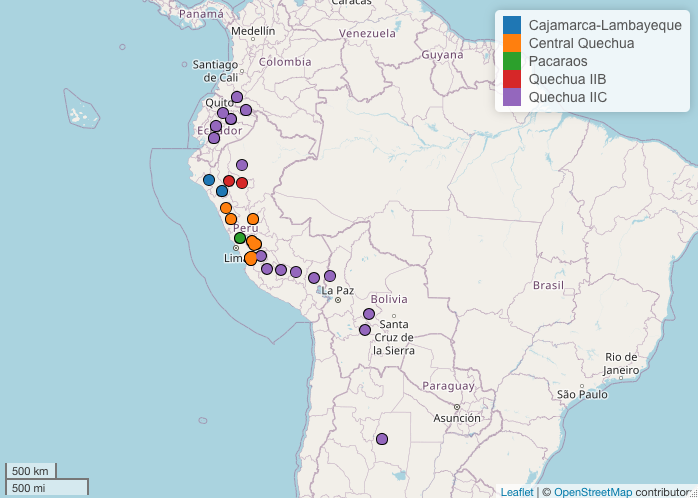 Caracas
Panamá
Medellín
Venezuela
Guyana
Santiago
de Cali
Colombia
Quito
Ecuador
Perú
Lim
La Paz
Bolivia
Brasil
Santa
Cruz de
la Sierra
Rio de
Janeiro
São Paulo
Paraguay
Asunción
Cajamarca-Lambayeque
Central Quechua
Pacaraos
Quechua IIB
Quechua IIC
500 km
500 mi
Leaflet | © OpenStreetMap contributors